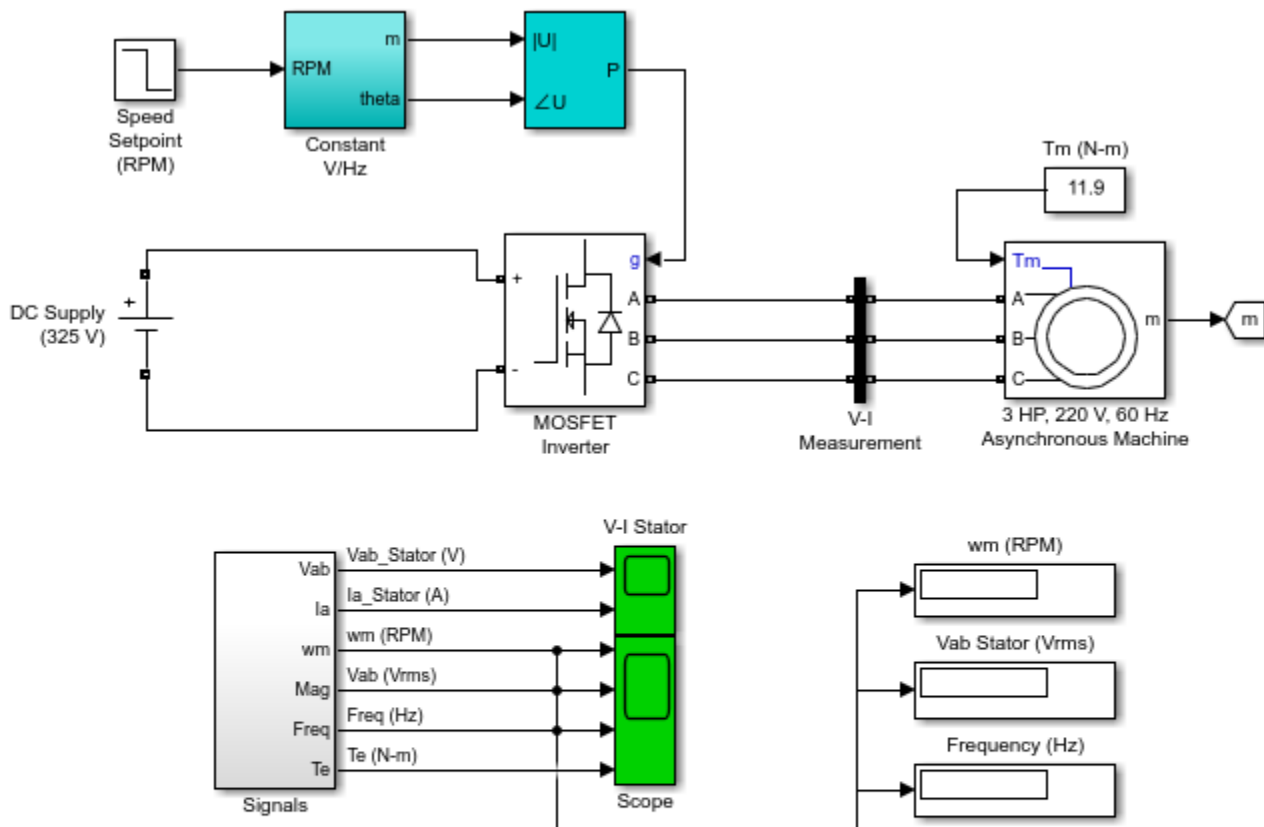 m
|U|
RPM
P
theta
∠U
Speed
Setpoint
(RPM)
Constant
V/Hz
Tm (N-m)
11.9
DC Supply
(325 V)
+
+
-
g
A
B
C
MOSFET
Inverter
V-I
Measurement
Tm
A
B
C
m
m
3 HP, 220 V, 60 Hz
Asynchronous Machine
V-I Stator
Vab
Vab_Stator (V)
Ia
Ia_Stator (A)
wm
wm (RPM)
Mag
Vab (Vrms)
Freq
Freq (Hz)
Te
Te (N-m)
Signals
Scope
wm (RPM)
Vab Stator (Vrms)
Frequency (Hz)